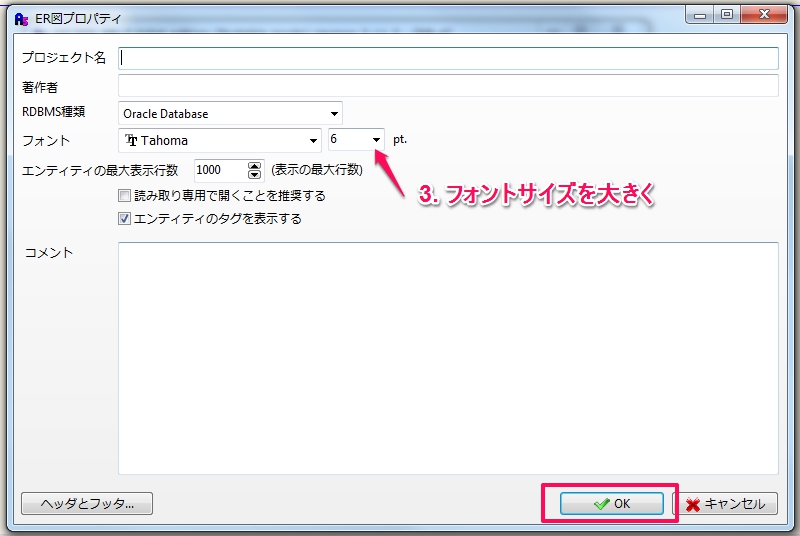 ER図プロパティ
プロジェクト名
著作者
RDBMS種類 Oracle Database
フォント Tahoma 6 pt.
エンティティの最大表示行数 1000 (表示の最大行数)
読み取り専用で開くことを推奨する
3. フォントサイズを大きく
エンティティのタグを表示する
コメント
ヘッダとフッタ... OK キャンセル